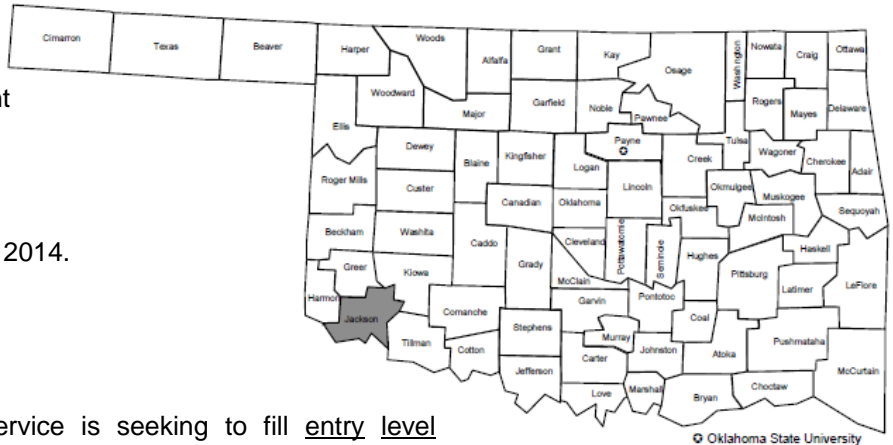 Cimarron Texas Beaver Harper Woods Alfalfa Grant Kay Osage Washington Nowata Craig Ottawa
nt
Woodward Major Garfield Noble Pawnee Rogers Mayes Delaware
Ellis Dewey Blaine Kingfisher Logan Payne Creek Tulsa Wagoner Cherokee Adair
Roger Mills Custer Canadian Oklahoma Lincoln Okfuskee Okmulgee Muskogee McIntosh Sequoyah
Beckham Washita Caddo Grady Cleveland Pottawatomie Seminole Hughes Pittsburg Haskell
2014.
Greer Kiowa McClain Latimer LeFlore
Harmon Jackson Comanche Stephens Garvin Pontotoc Coal Pushmataha
Tillman Cotton Murray Carter Johnston Atoka McCurtain
Jefferson Love Marshall Bryan Choctaw
ervice is seeking to fill entry level
Oklahoma State University